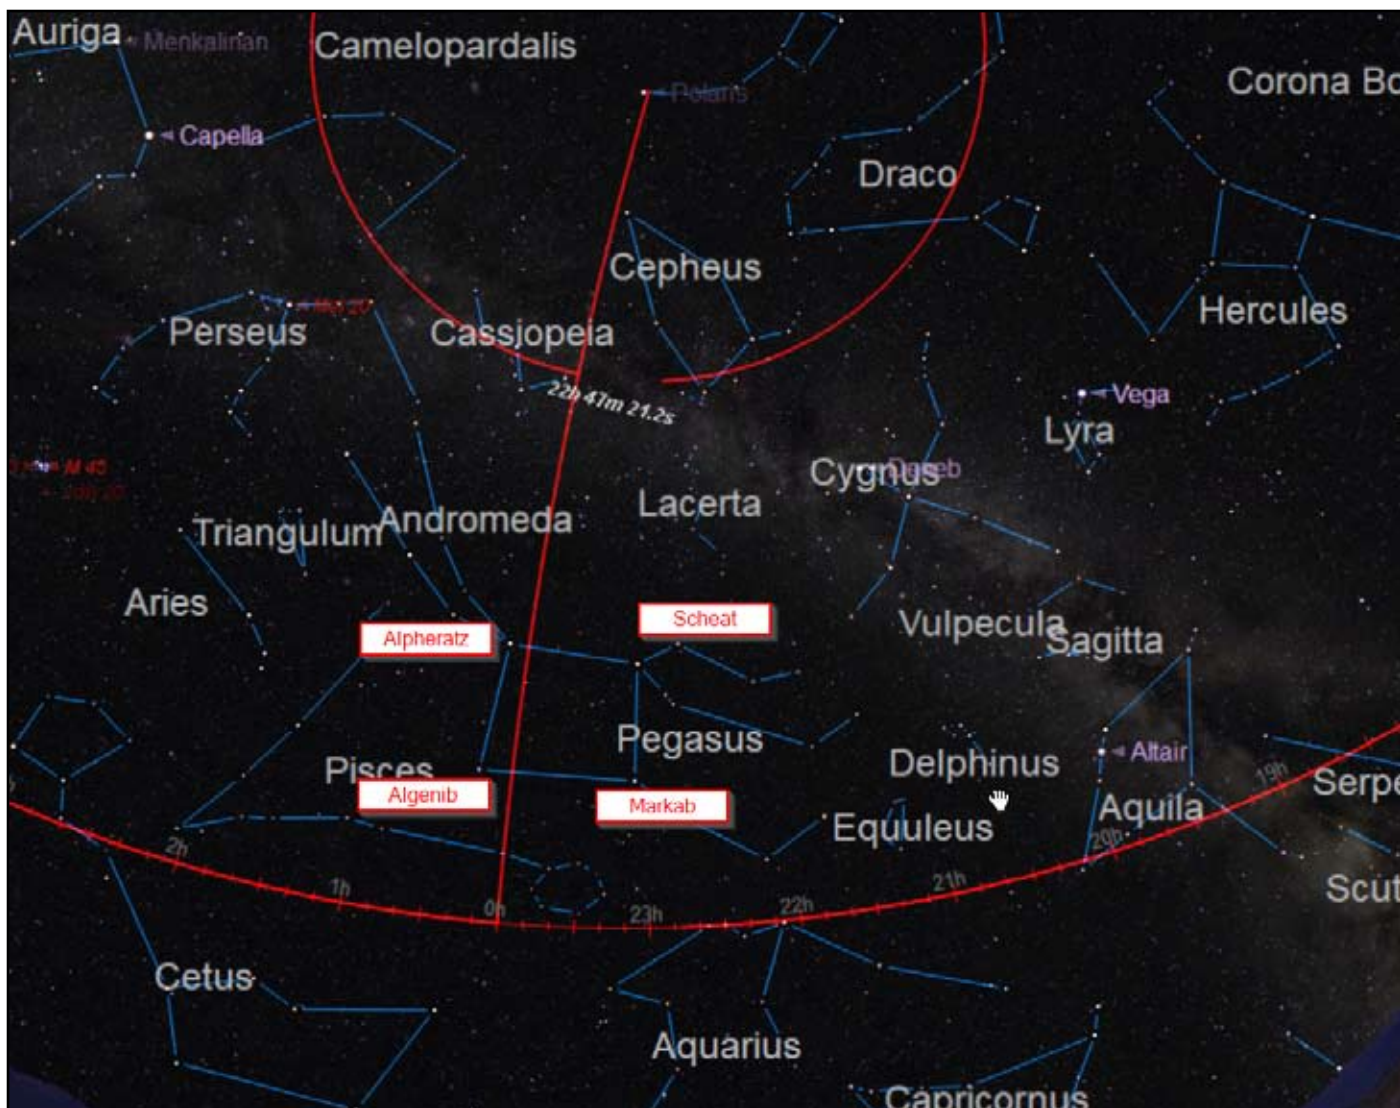 Auriga
Menkalinan
Camelopardalis
Polaris
Corona Bo
Capella
Draco
Cepheus
Perseus
Cassiopeia
Hercules
22h 47m 21.2s
Vega
Lyra
M 45
Cygnus
Deneb
Lacerta
Triangulum
Andromeda
Aries
Scheat
Vulpecula
Sagitta
Alpheratz
Pegasus
Pisces
Delphinus
Altair
19h
Serpe
Algenib
Markab
Aquila
Equuleus
20h
2h
1h
0h
23h
22h
21h
Scut
Cetus
Aquarius
Capricornus